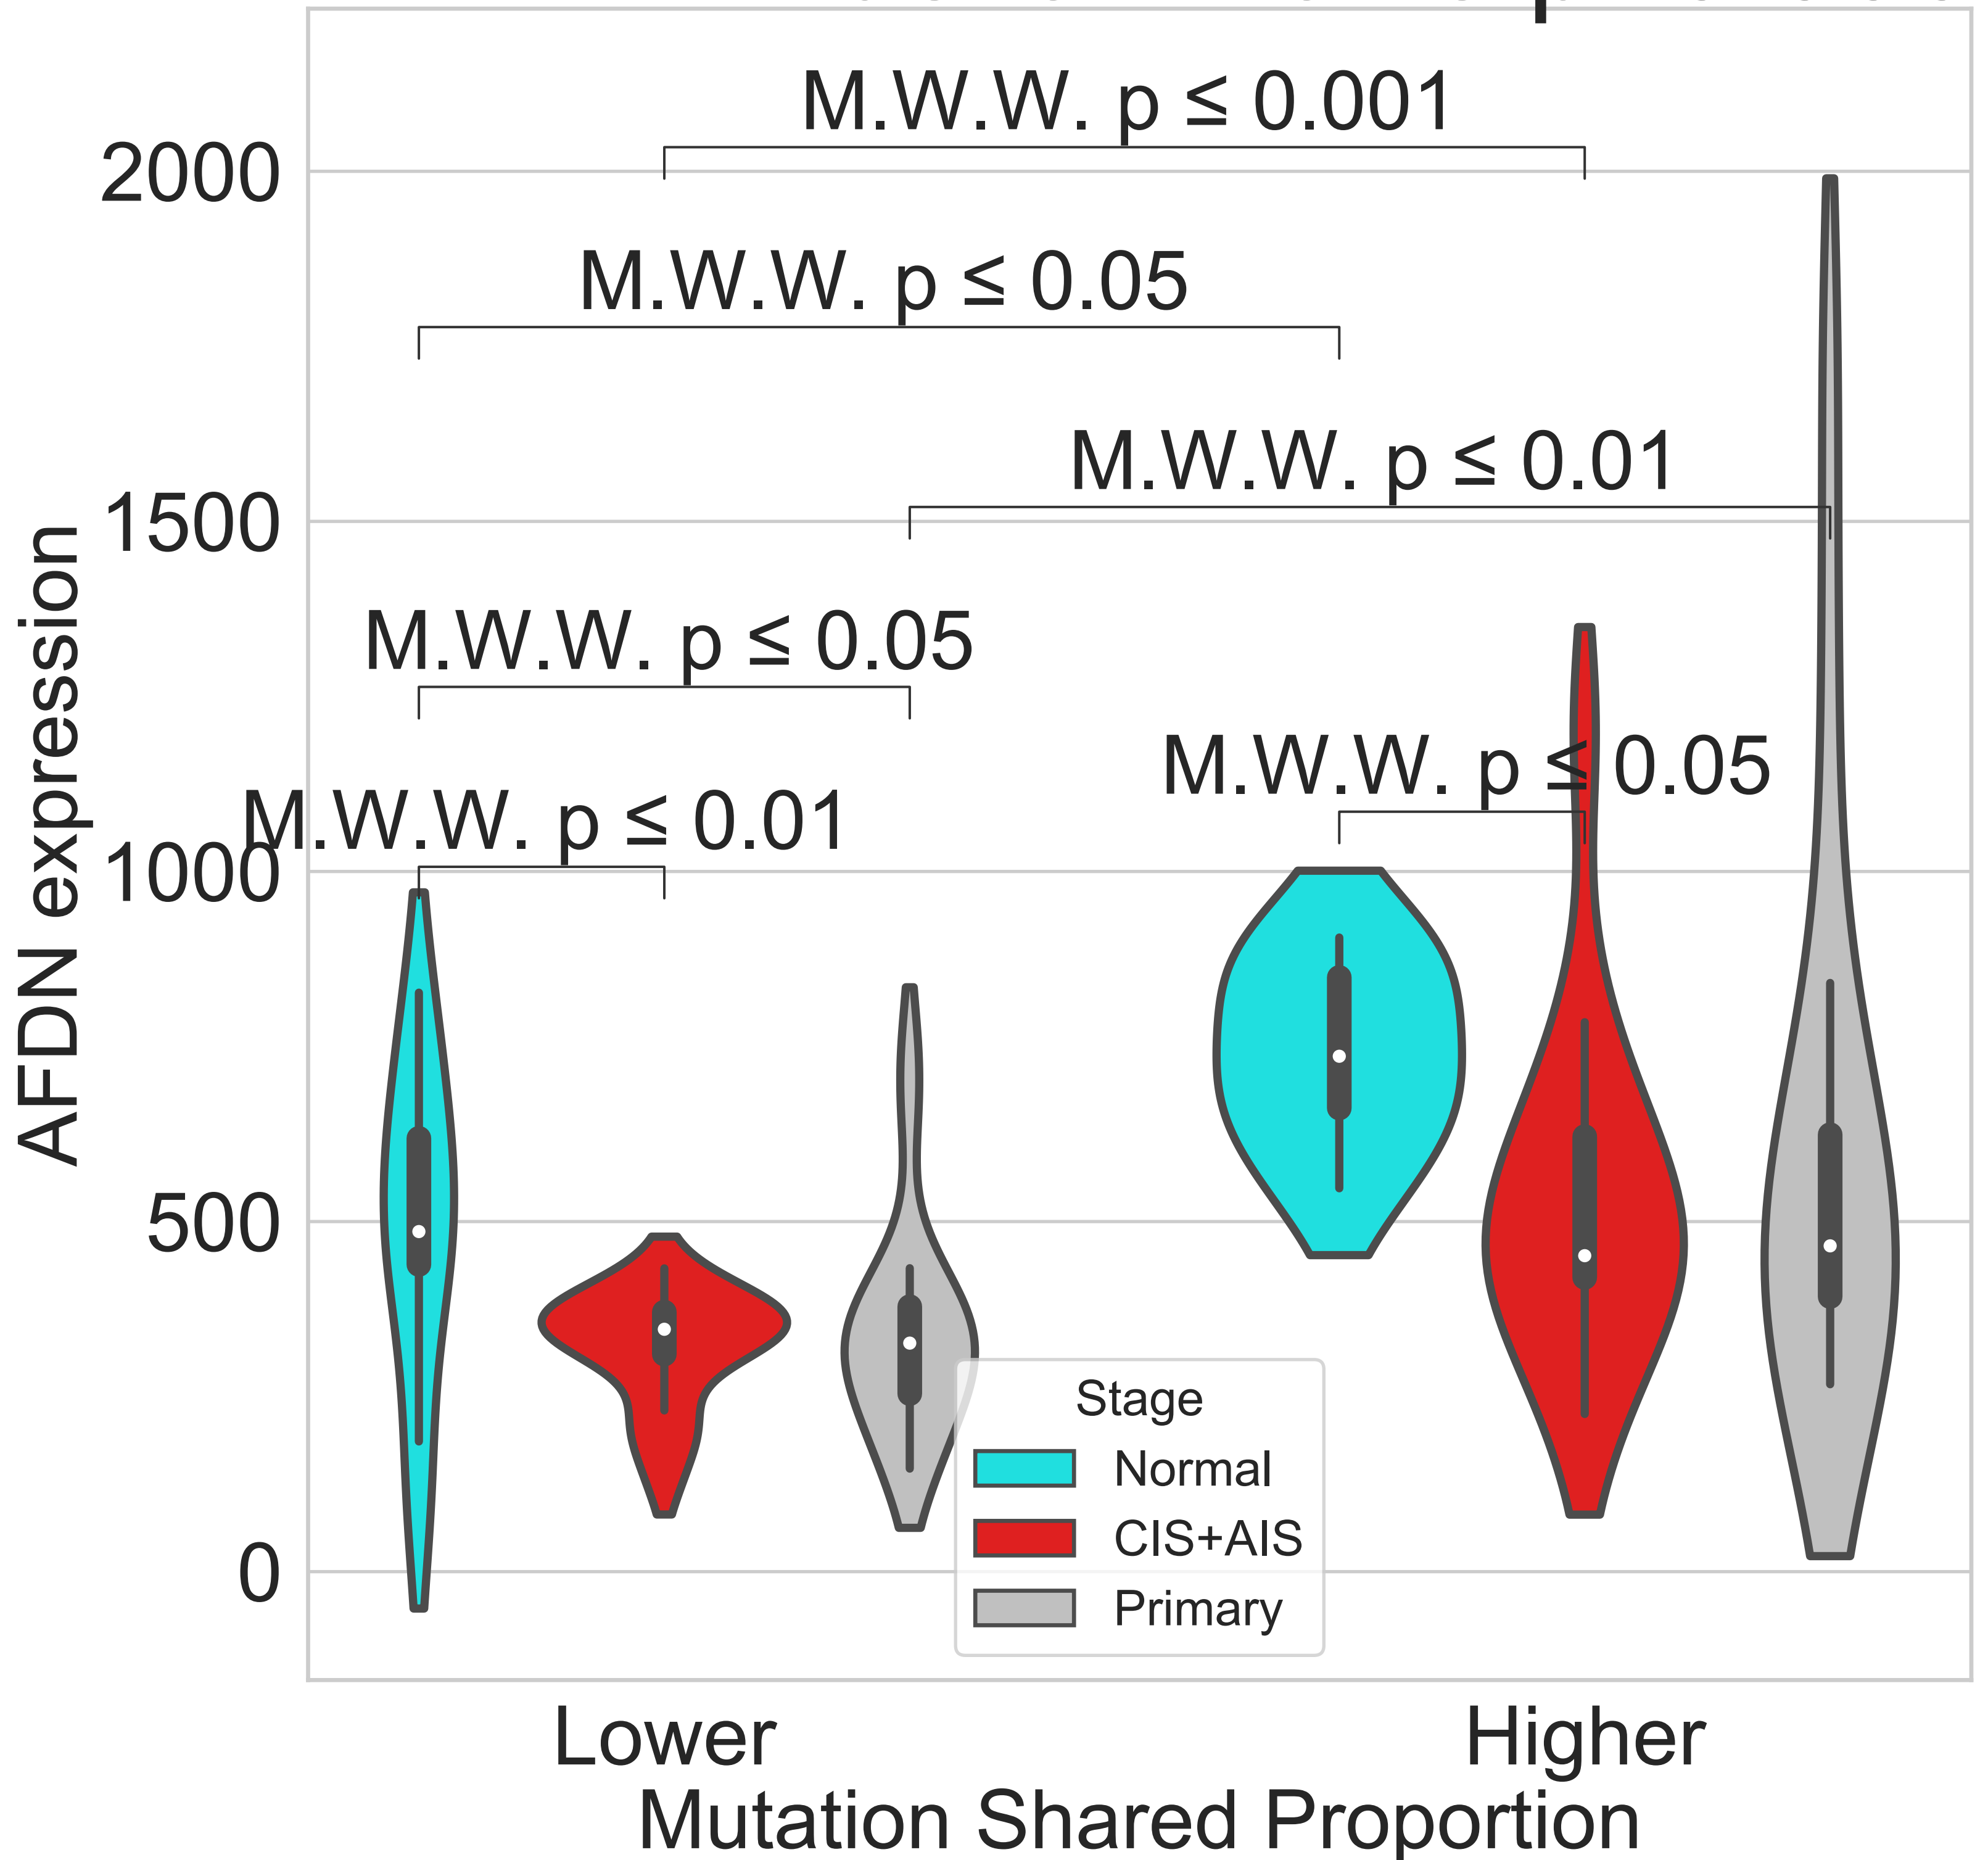 M.W.W. p ≤ 0.001
2000
M.W.W. p ≤ 0.05
M.W.W. p ≤ 0.01
1500
M.W.W. p ≤ 0.05
M.W.W. p ≤ 0.05
M.W.W. p ≤ 0.01
1000
AFDN expression
500
0
Stage
Normal
CIS+AIS
Primary
Lower
Higher
Mutation Shared Proportion